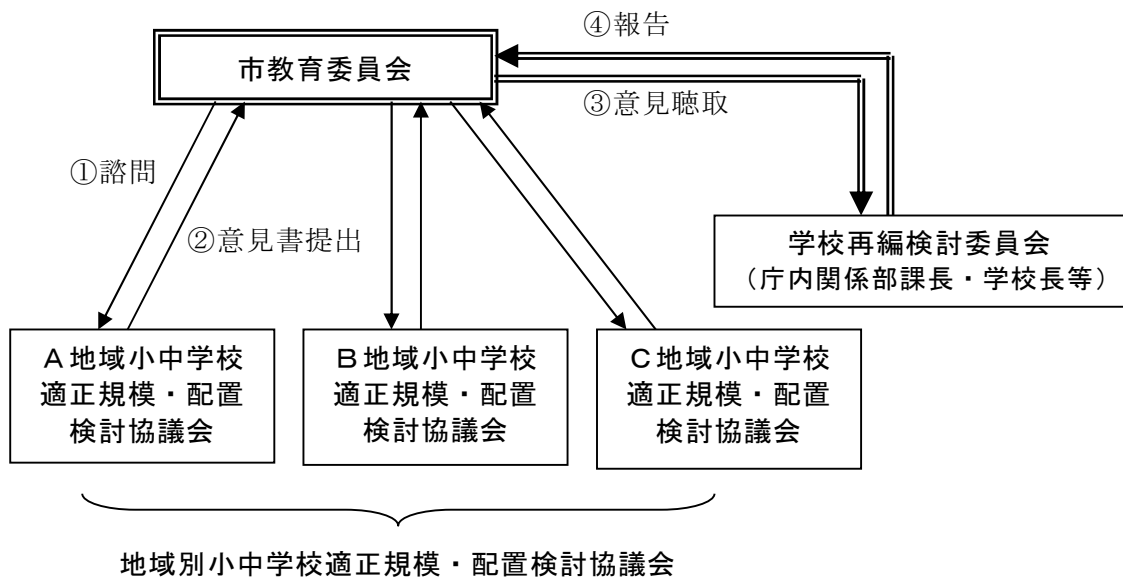 ④報告
市教育委員会
③意見聴取
①諮問
②意見書提出
学校再編検討委員会
（庁内関係部課長・学校長等）
A地域小中学校
適正規模・配置
検討協議会
B地域小中学校
適正規模・配置
検討協議会
C地域小中学校
適正規模・配置
検討協議会
地域別小中学校適正規模・配置検討協議会